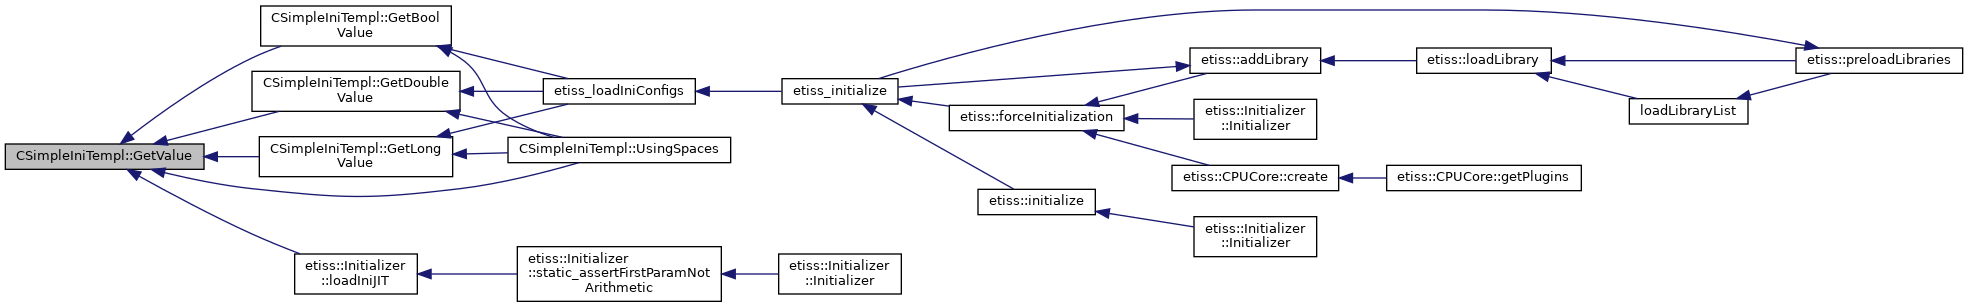 CSimpleIniTempl::GetValue
CSimpleIniTempl::GetBool
Value
CSimpleIniTempl::GetDouble
Value
CSimpleIniTempl::GetLong
Value
etiss::Initializer
::loadIniJIT
etiss_loadIniConfigs
CSimpleIniTempl::UsingSpaces
etiss::Initializer
::static_assertFirstParamNot
Arithmetic
etiss_initialize
etiss::Initializer
::Initializer
etiss::forceInitialization
etiss::initialize
etiss::addLibrary
etiss::Initializer
::Initializer
etiss::CPUCore::create
etiss::Initializer
::Initializer
etiss::loadLibrary
etiss::CPUCore::getPlugins
loadLibraryList
etiss::preloadLibraries